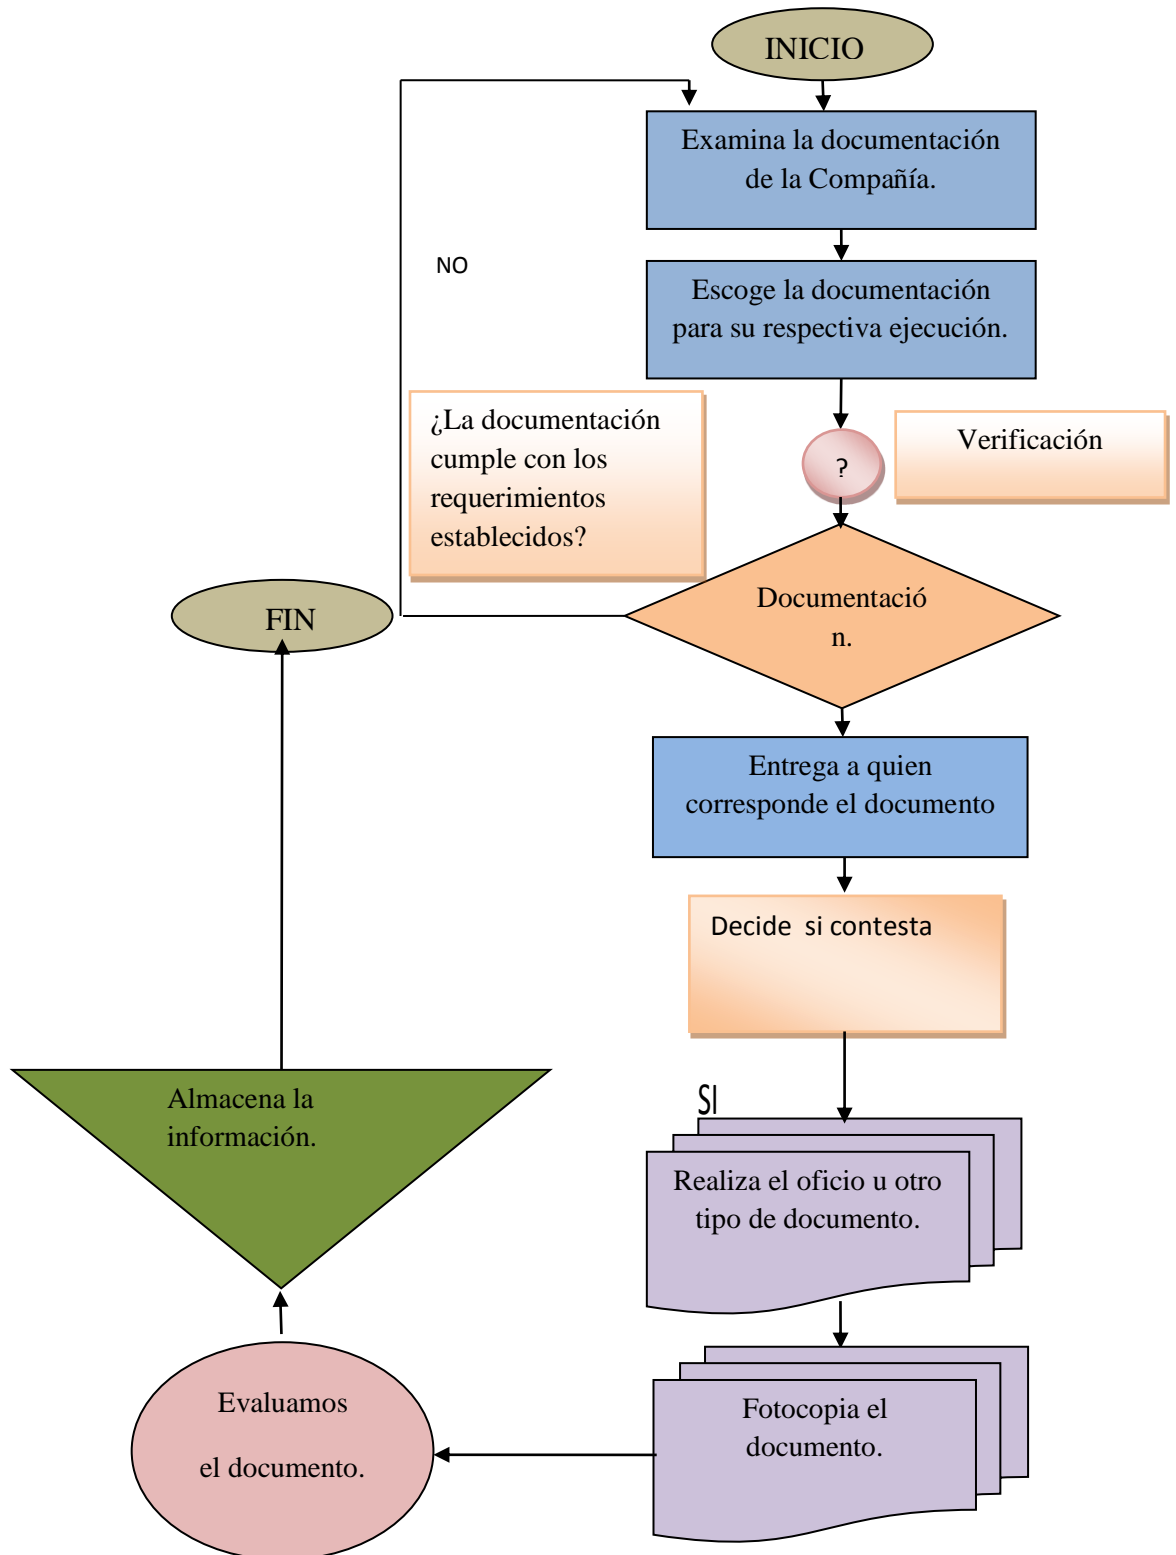 INICIO
Examina la documentación
de la Compañía.
NO
Escoge la documentación
para su respectiva ejecución.
¿La documentación
cumple con los
requerimientos
establecidos?
Verificación
?
Documentació
n.
FIN
Entrega a quien
corresponde el documento
Decide  si contesta
SI
Realiza el oficio u otro
tipo de documento.
Almacena la
información.
Fotocopia el
documento.
Evaluamos
el documento.